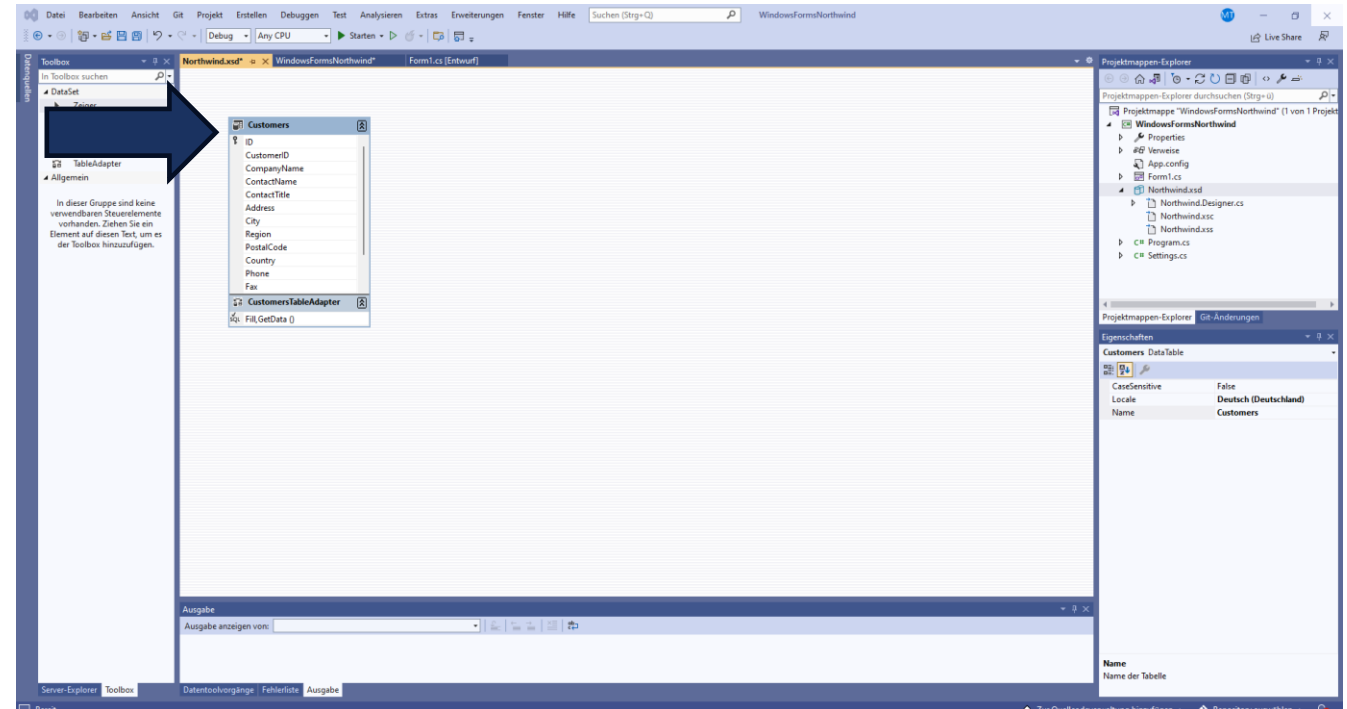 Datei Bearbeiten Ansicht Git Projekt Erstellen Debuggen Test Analysieren Extras Erweiterungen Fenster Hilfe Suchen (Strg+Q) WindowsFormsNorthwind MT
Debug Any CPU Starten Live Share
Datenquellen
Toolbox
In Toolbox suchen
DataSet
Zeiger
TableAdapter
Allgemein
In dieser Gruppe sind keine
verwendbaren Steuerelemente
vorhanden. Ziehen Sie ein
Element auf diesen Text, um es
der Toolbox hinzuzufügen.
Server-Explorer Toolbox
Northwind.xsd* WindowsFormsNorthwind* Form1.cs [Entwurf]
Customers
ID
CustomerID
CompanyName
ContactName
ContactTitle
Address
City
Region
PostalCode
Country
Phone
Fax
CustomersTableAdapter
SQL Fill,GetData ()
Ausgabe
Ausgabe anzeigen von:
Datentoolvorgänge Fehlerliste Ausgabe
Projektmappen-Explorer
Projektmappen-Explorer durchsuchen (Strg+ü)
Projektmappe "WindowsFormsNorthwind" (1 von 1 Projekt
WindowsFormsNorthwind
Properties
Verweise
App.config
Form1.cs
Northwind.xsd
Northwind.Designer.cs
Northwind.xsc
Northwind.xss
C# Program.cs
C# Settings.cs
Projektmappen-Explorer Git-Änderungen
Eigenschaften
Customers DataTable
CaseSensitive False
Locale Deutsch (Deutschland)
Name Customers
Name
Name der Tabelle